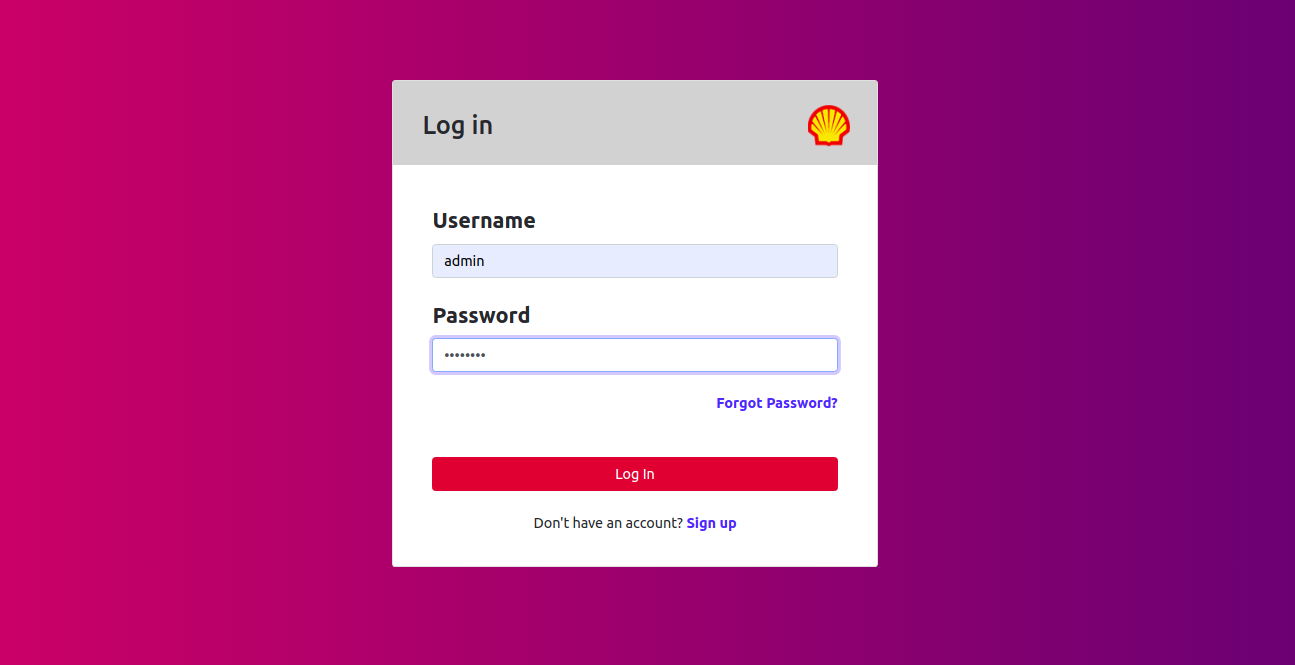 Log in
Username
admin
Password
••••••••
Forgot Password?
Log In
Don't have an account? Sign up